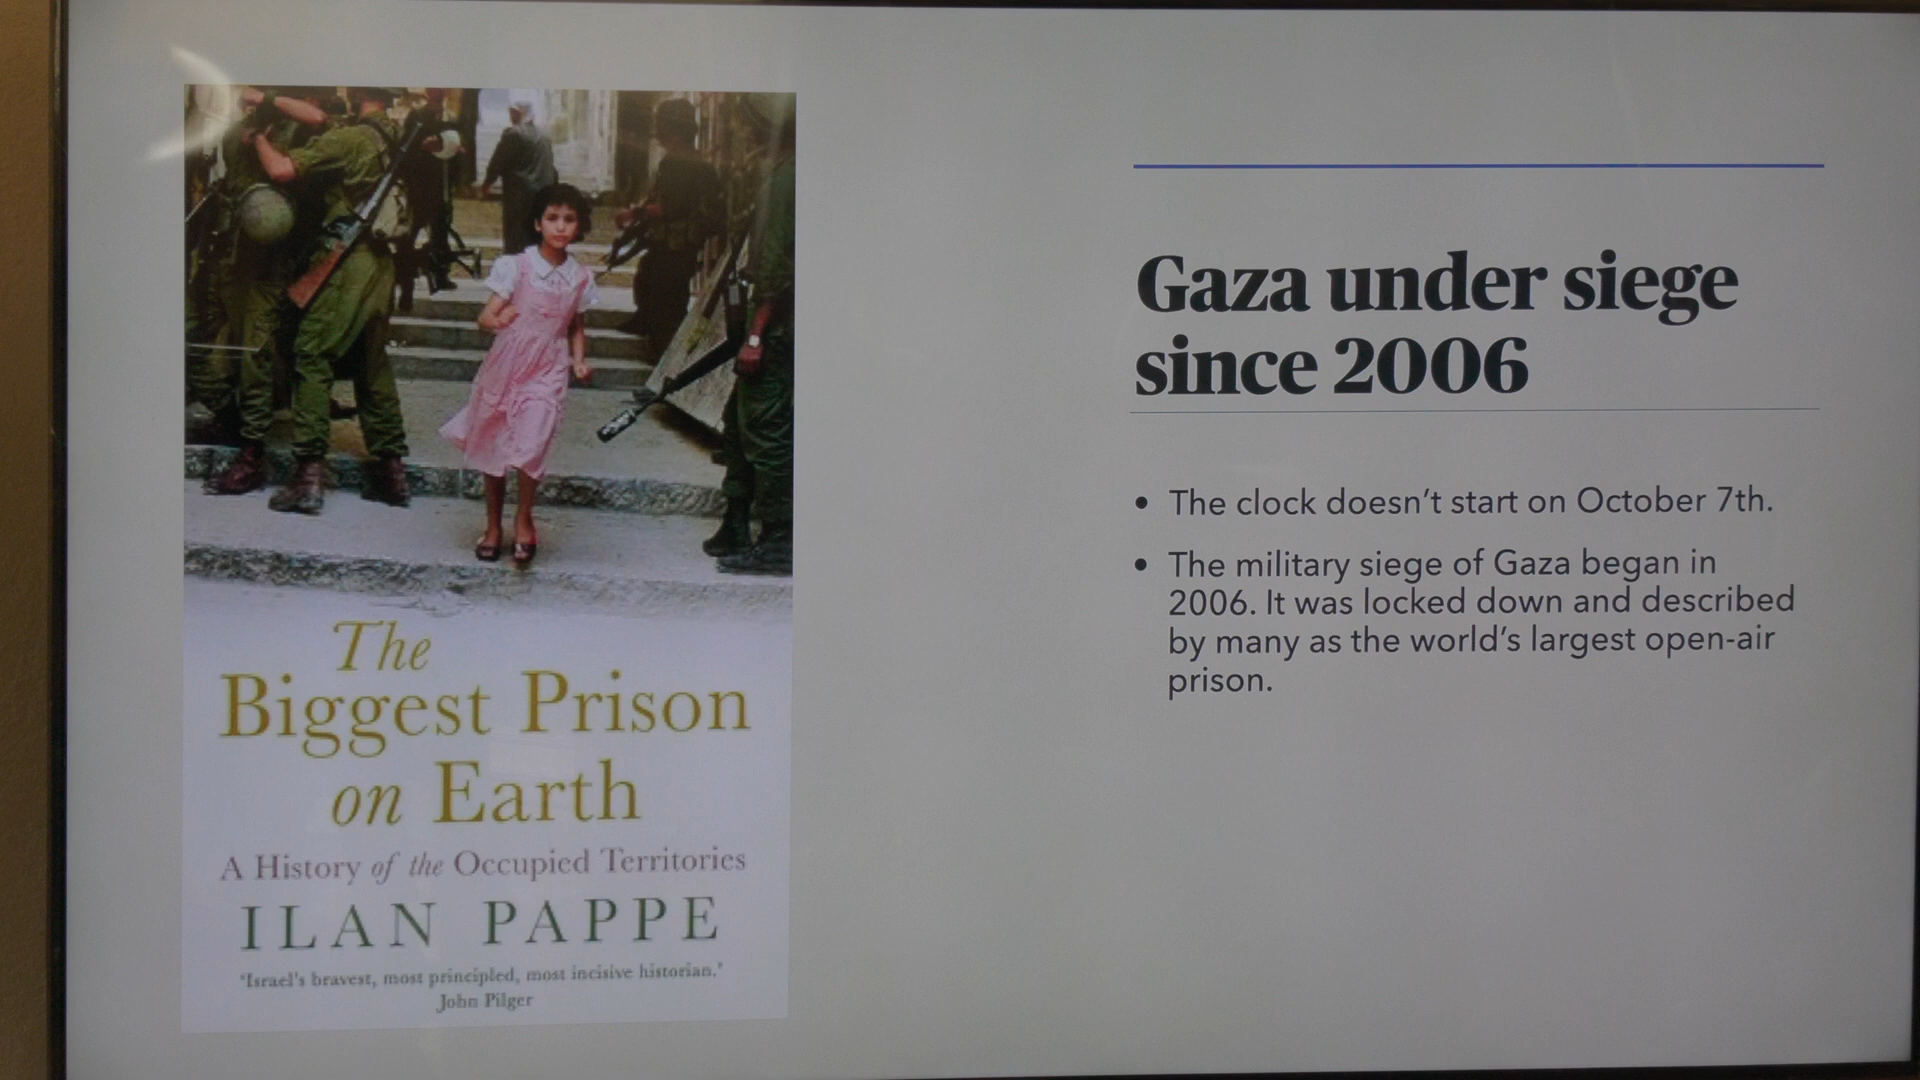 The
Biggest Prison
on Earth
A History of the Occupied Territories
ILAN PAPPE
'Israel's bravest, most principled, most incisive historian.'
John Pilger
Gaza under siege
since 2006
• The clock doesn't start on October 7th.
• The military siege of Gaza began in
2006. It was locked down and described
by many as the world's largest open-air
prison.